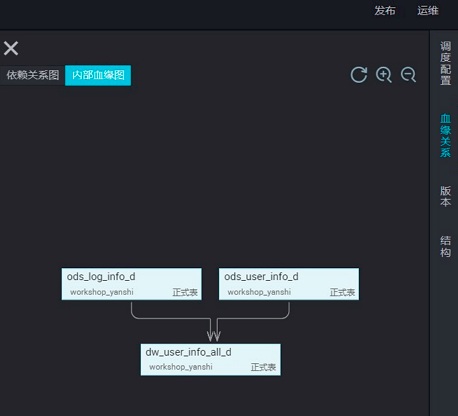 发布 运维
依赖关系图 内部血缘图
调度配置
血缘关系
版本
结构
ods_log_info_d
workshop_yanshi 正式表
ods_user_info_d
workshop_yanshi 正式表
dw_user_info_all_d
workshop_yanshi 正式表